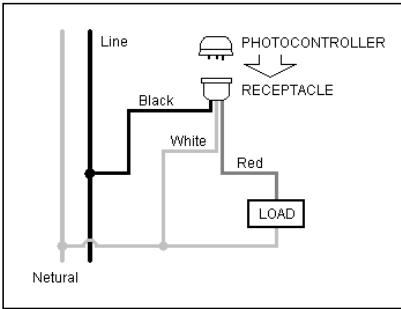 Line
PHOTOCONTROLLER
RECEPTACLE
Black
White
Red
LOAD
Netural